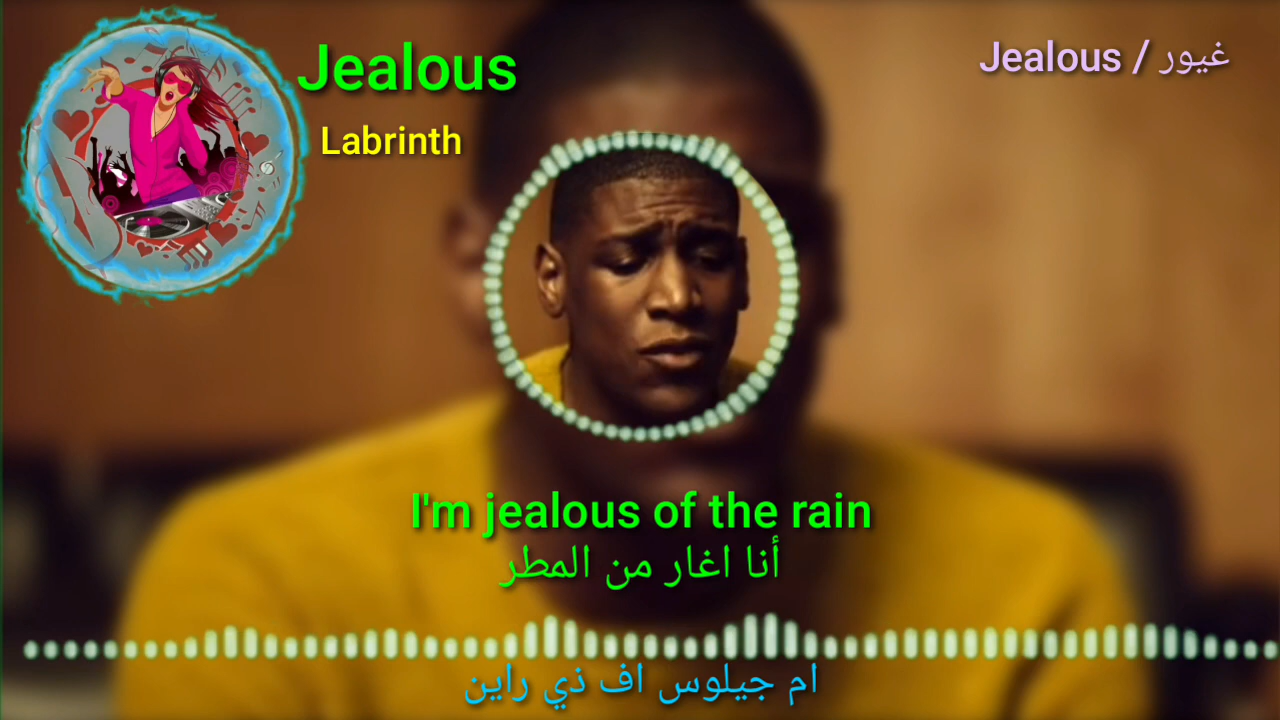 Jealous
Labrinth
Jealous / غيور
I'm jealous of the rain
أنا اغار من المطر
ام جيلوس اف ذي راين